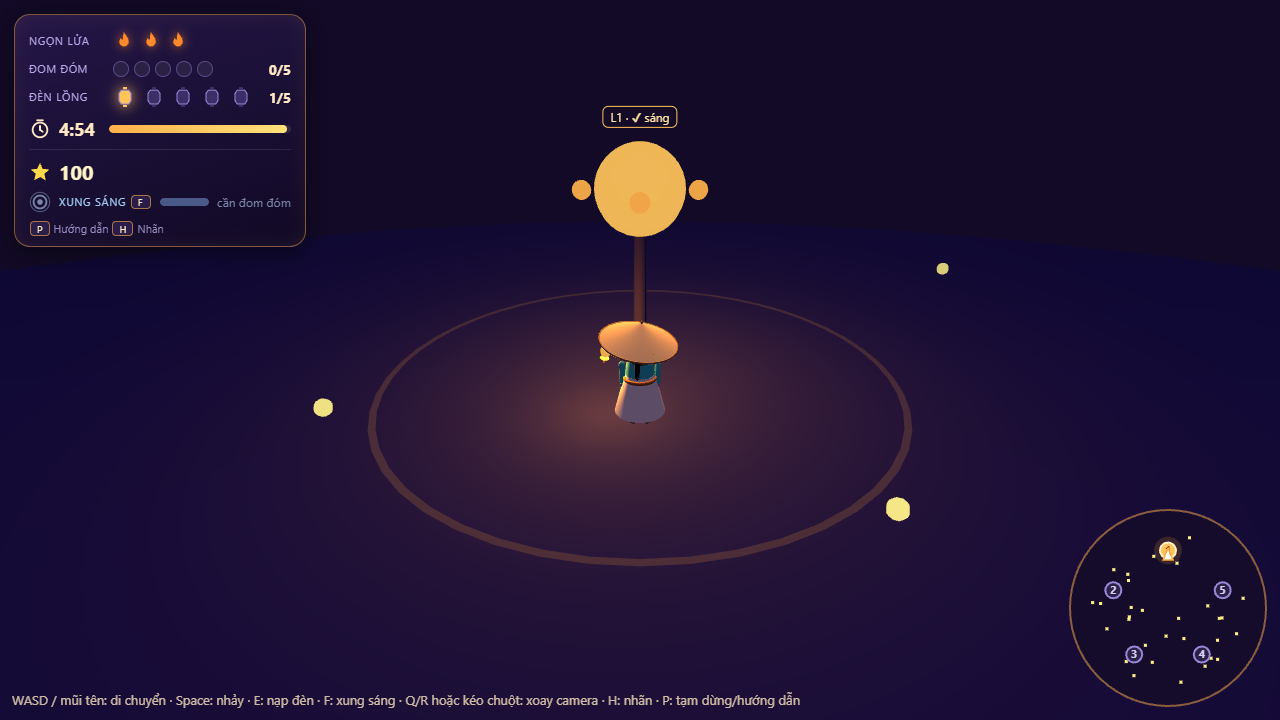 NGỌN LỬA
ĐOM ĐÓM 0/5
ĐÈN LỒNG 1/5
4:54
100
XUNG SÁNG F cần đom đóm
P Hướng dẫn H Nhãn
L1 · ✓ sáng
2 5
3 4
WASD / mũi tên: di chuyển · Space: nhảy · E: nạp đèn · F: xung sáng · Q/R hoặc kéo chuột: xoay camera · H: nhãn · P: tạm dừng/hướng dẫn